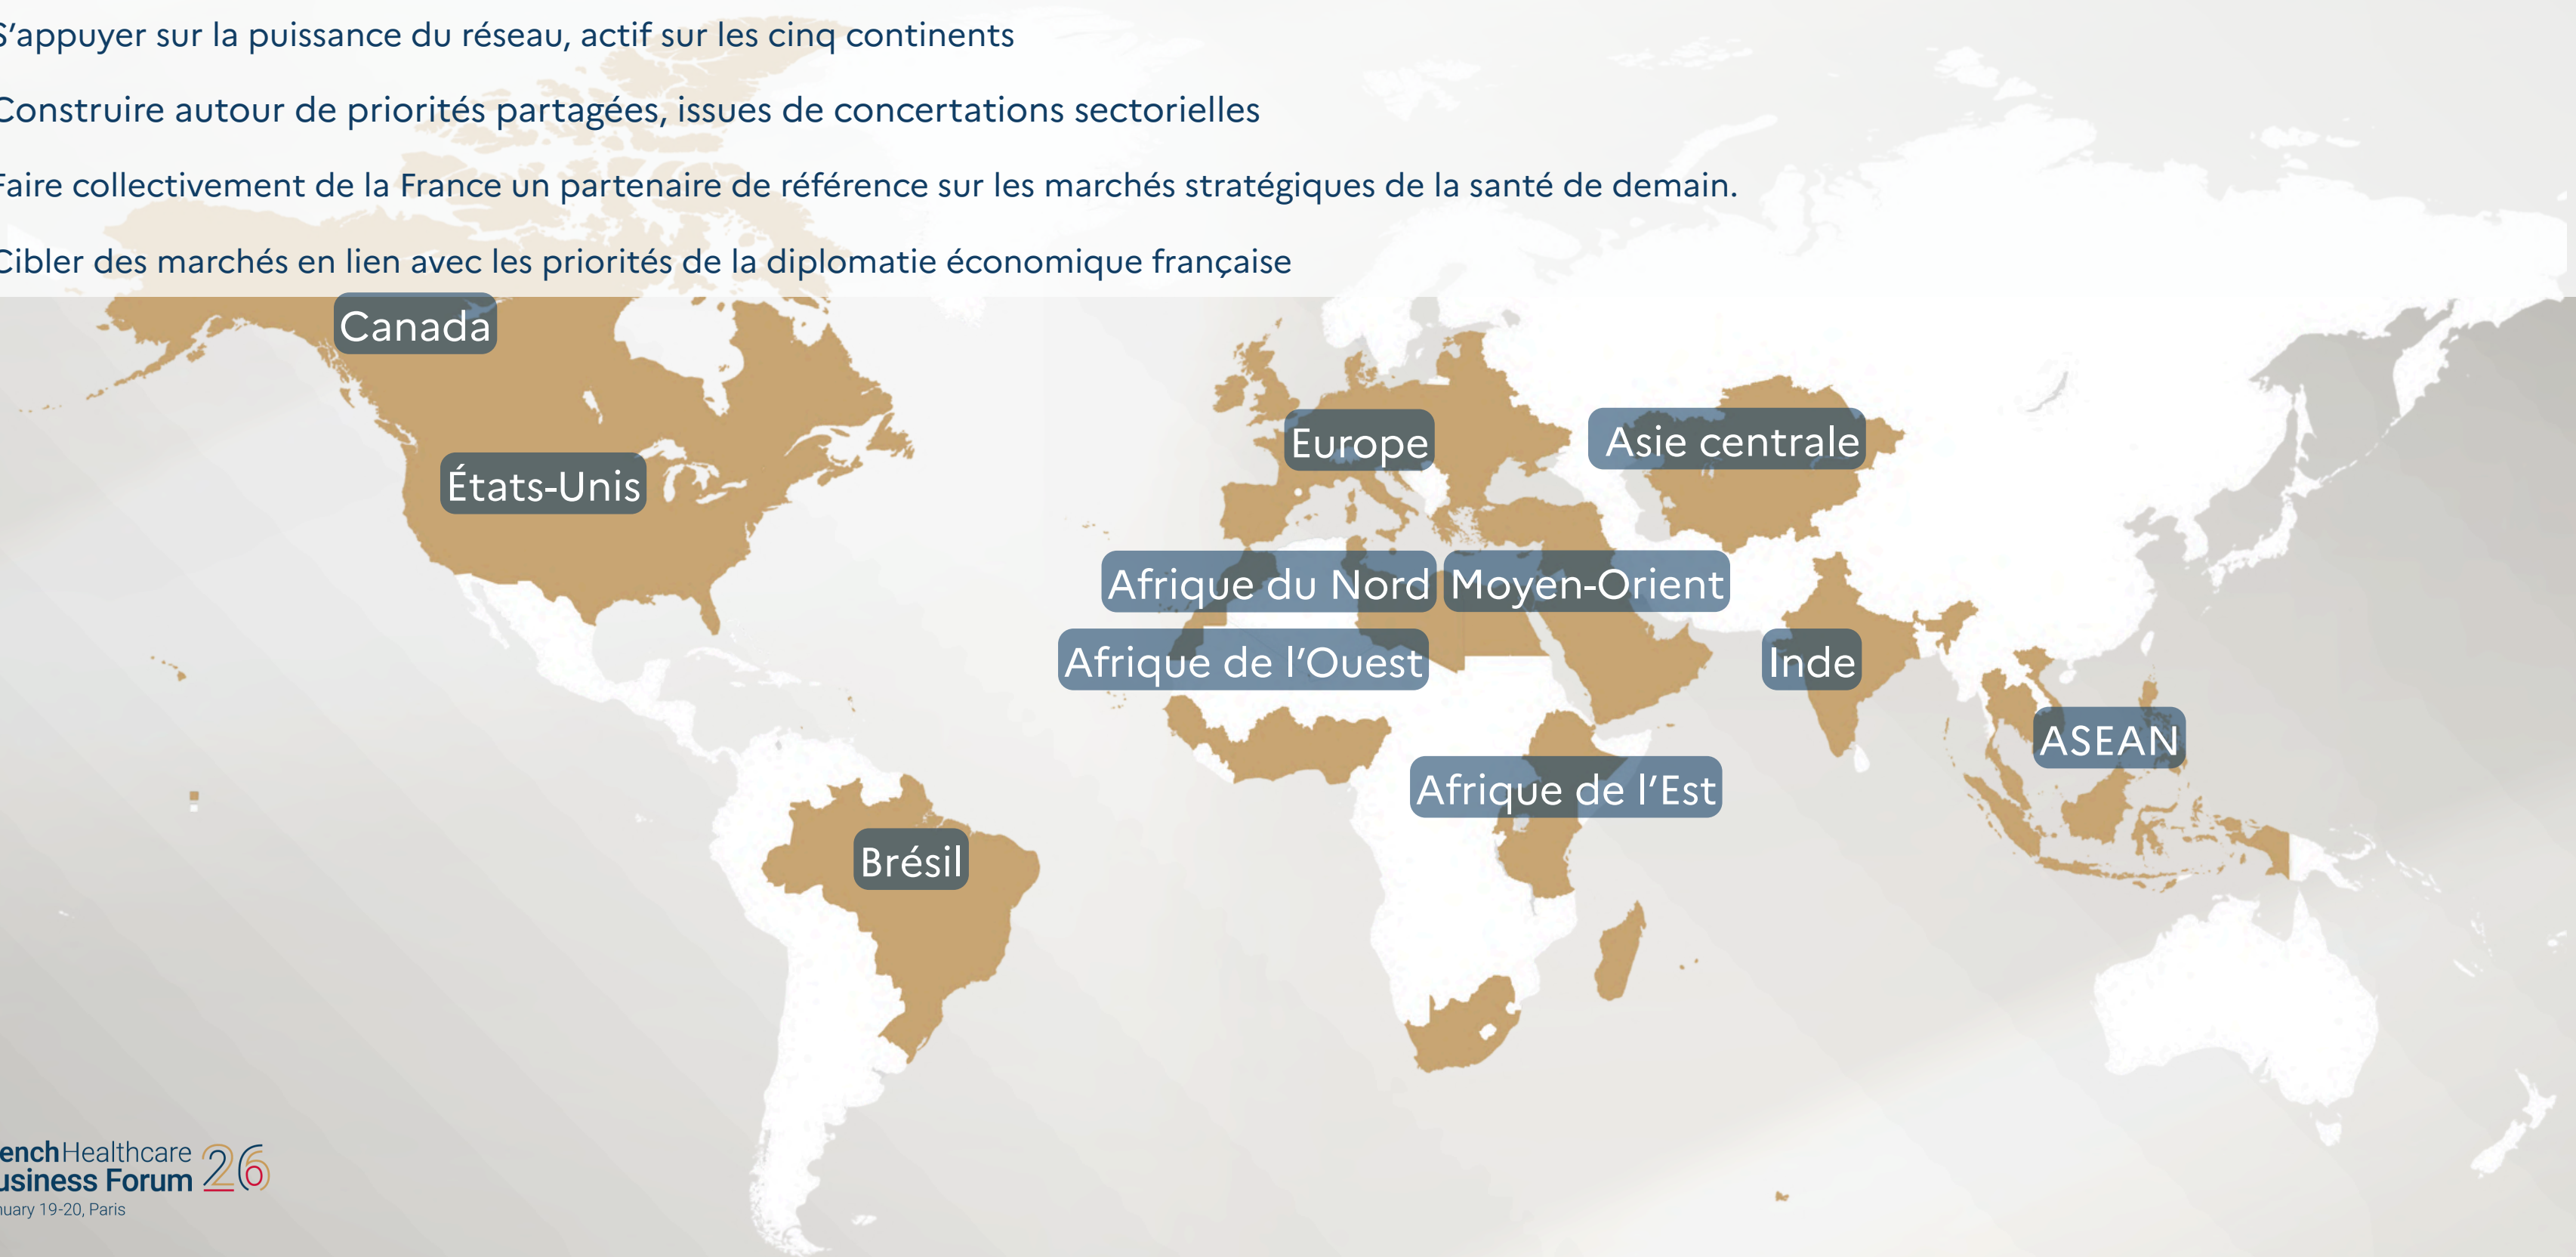 S’appuyer sur la puissance du réseau, actif sur les cinq continents
Construire autour de priorités partagées, issues de concertations sectorielles
Faire collectivement de la France un partenaire de référence sur les marchés stratégiques de la santé de demain.
Cibler des marchés en lien avec les priorités de la diplomatie économique française
Canada
Europe
Asie centrale
États-Unis
Afrique du Nord
Moyen-Orient
Afrique de l’Ouest
Inde
ASEAN
Afrique de l’Est
Brésil
enchHealthcare
usiness Forum 26
nuary 19-20, Paris